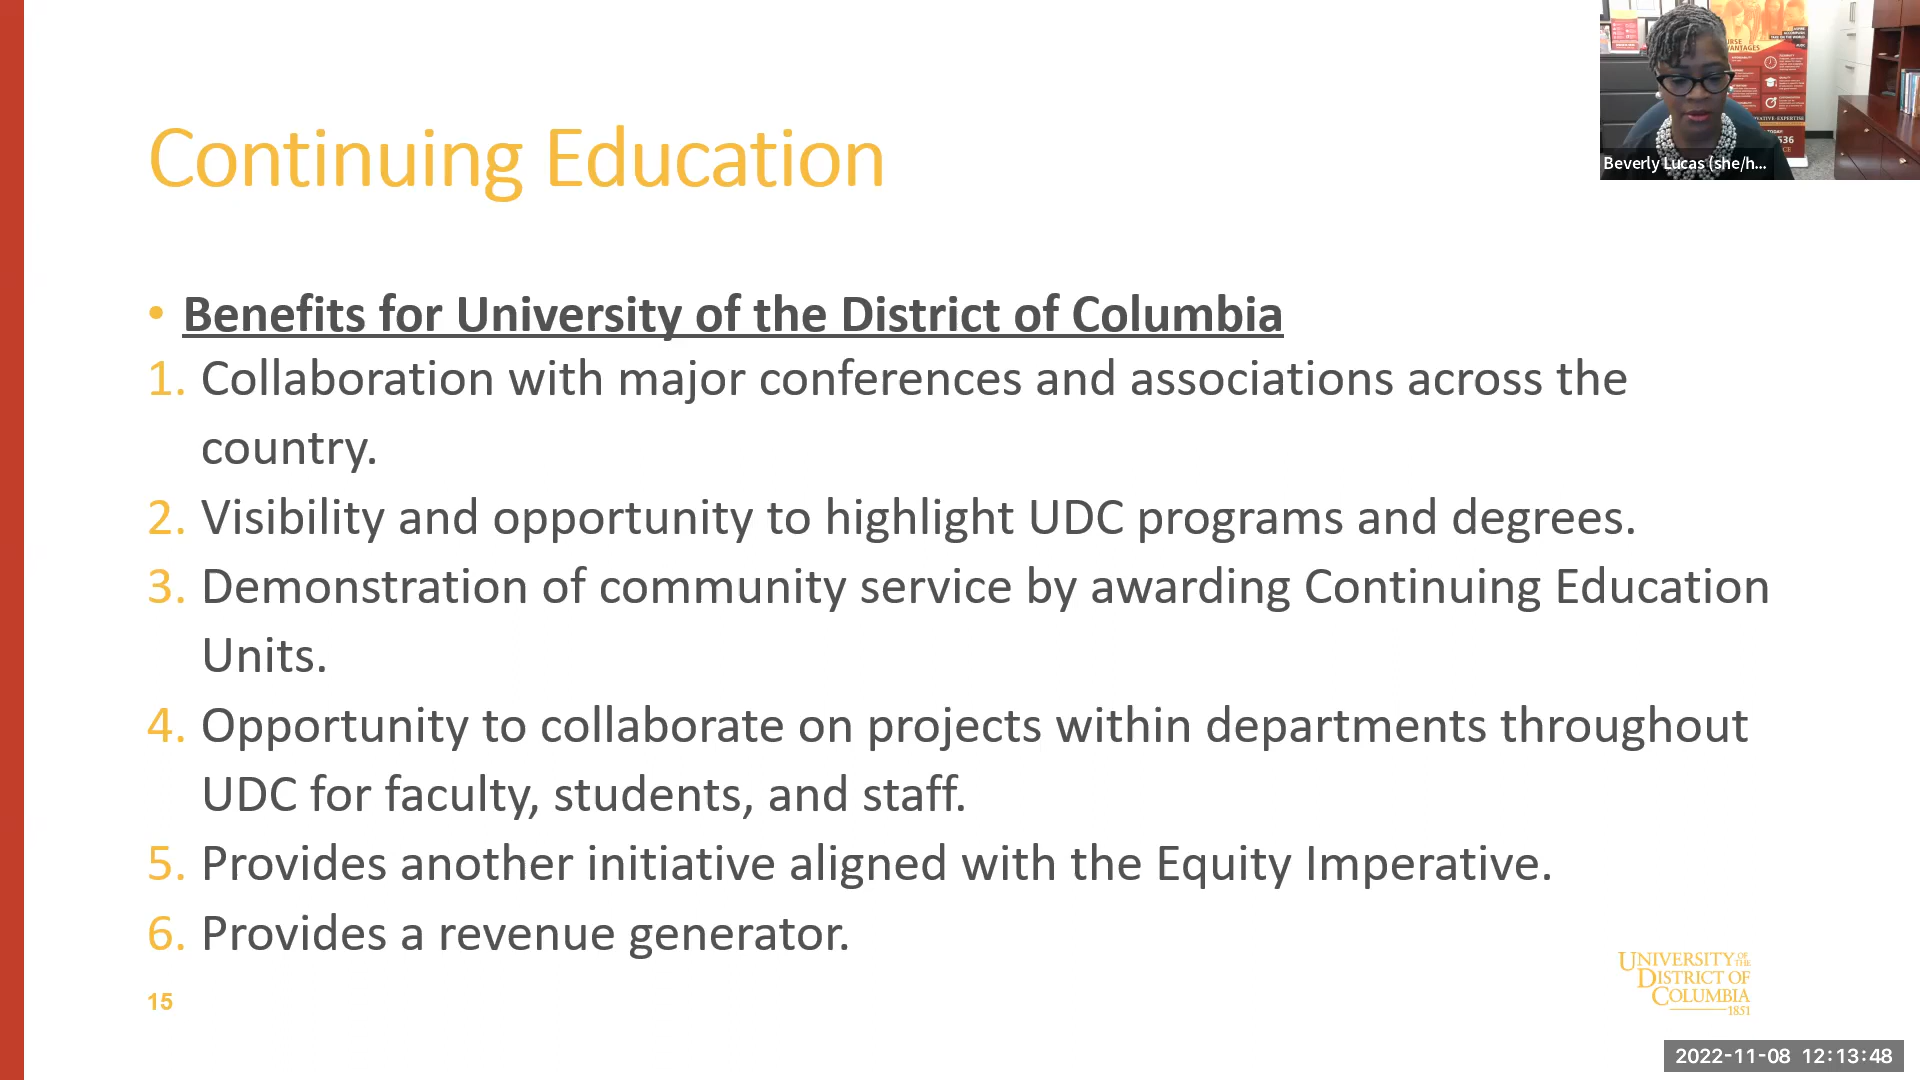 Continuing Education
• Benefits for University of the District of Columbia
1. Collaboration with major conferences and associations across the
country.
2. Visibility and opportunity to highlight UDC programs and degrees.
3. Demonstration of community service by awarding Continuing Education
Units.
4. Opportunity to collaborate on projects within departments throughout
UDC for faculty, students, and staff.
5. Provides another initiative aligned with the Equity Imperative.
6. Provides a revenue generator.
15
UNIVERSITY OF THE
DISTRICT OF
COLUMBIA
1851
Beverly Lucas (she/h...
2022-11-08 12:13:48